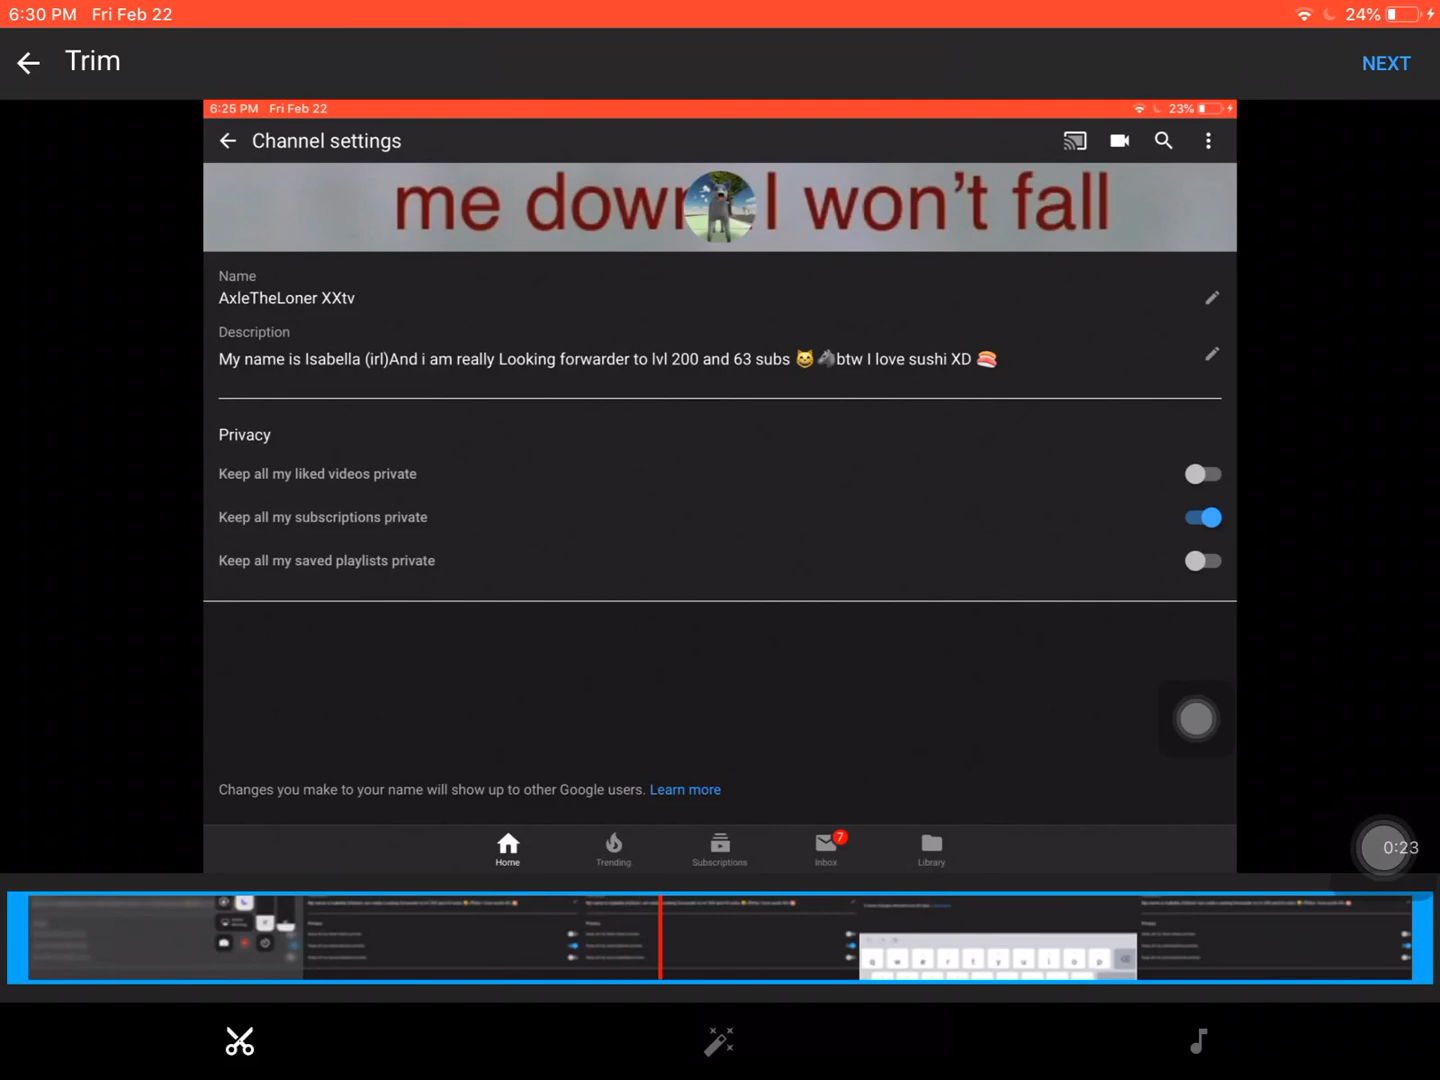 6:30 PM Fri Feb 22 24%
Trim NEXT
6:25 PM Fri Feb 22 23%
Channel settings
me down I won't fall
Name
AxleTheLoner XXtv
Description
My name is Isabella (irl)And i am really Looking forwarder to lvl 200 and 63 subs 😸🐴btw I love sushi XD 🍣
Privacy
Keep all my liked videos private
Keep all my subscriptions private
Keep all my saved playlists private
Changes you make to your name will show up to other Google users. Learn more
7
Home Trending Subscriptions Inbox Library
0:23
q w e r t y u i o p